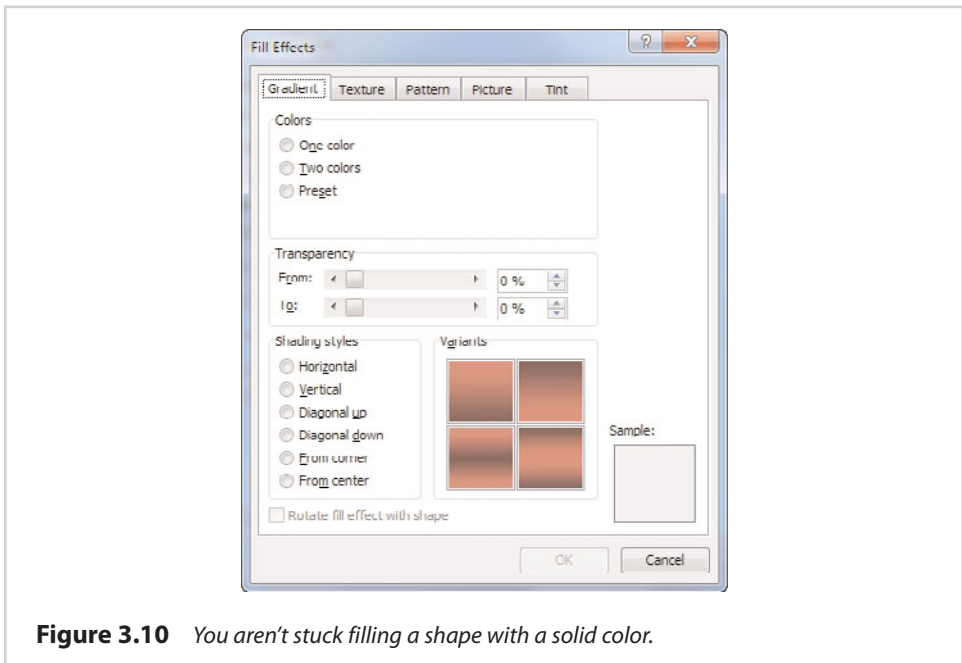 Fill Effects
Gradient Texture Pattern Picture Tint
Colors
One color
Two colors
Preset
Transparency
From: 0 %
To: 0 %
Shading styles
Horizontal
Vertical
Diagonal up
Diagonal down
From corner
From center
Variants
Sample:
Rotate fill effect with shape
OK Cancel
Figure 3.10 You aren’t stuck filling a shape with a solid color.